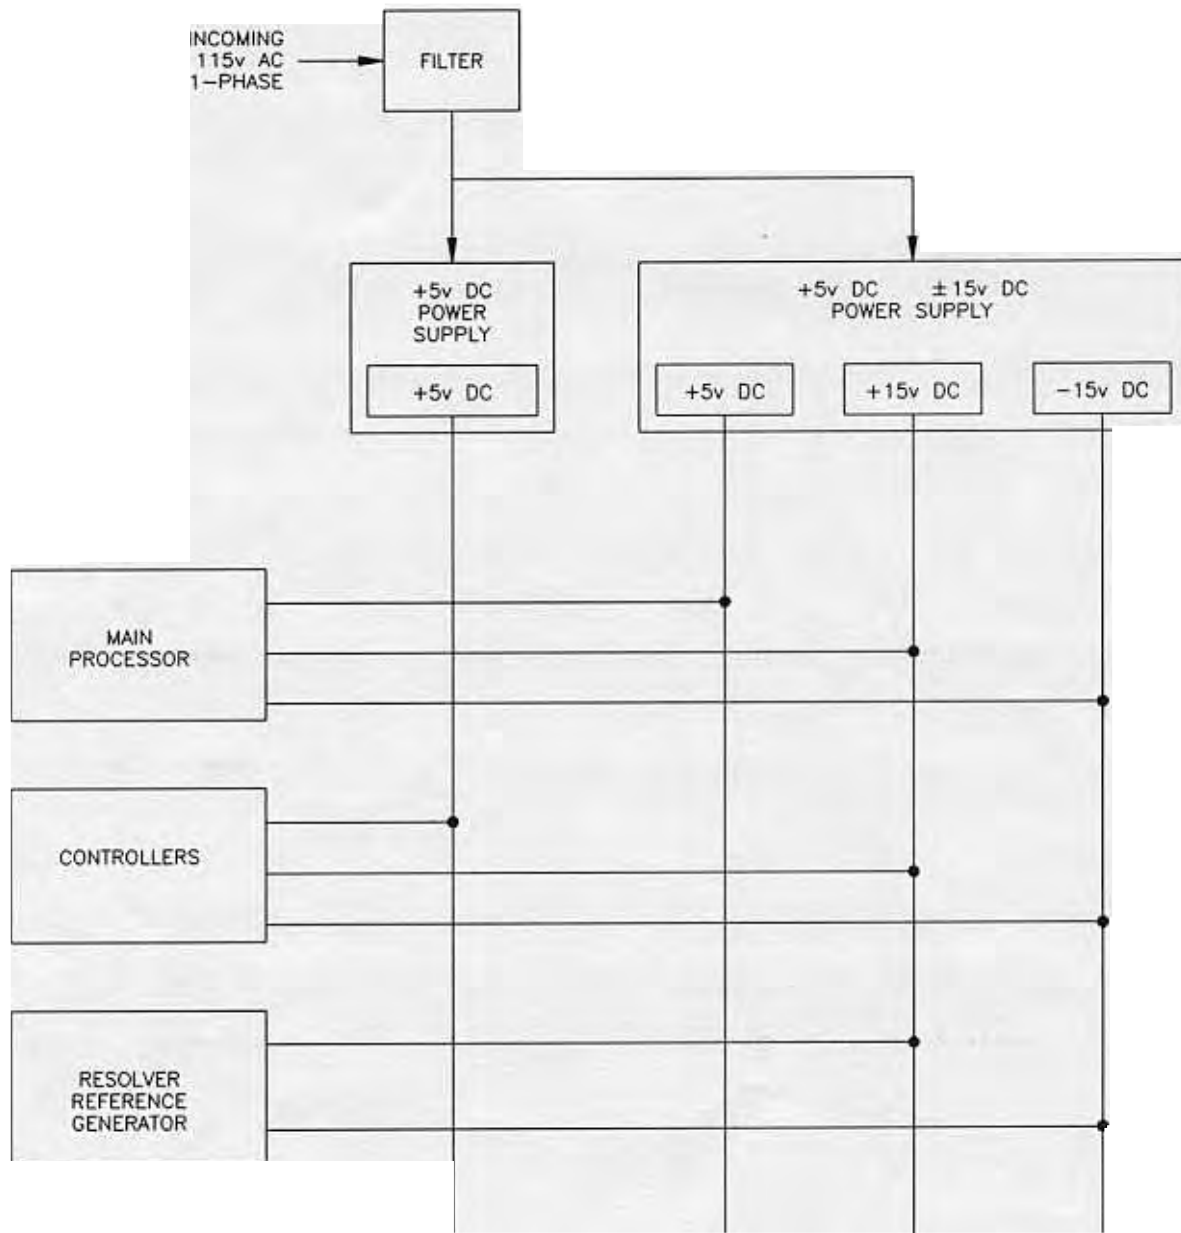 INCOMING
115v AC
1-PHASE
FILTER
+5v DC
POWER
SUPPLY
+5v DC
+5v DC ±15v DC
POWER SUPPLY
+5v DC
+15v DC
-15v DC
MAIN
PROCESSOR
CONTROLLERS
RESOLVER
REFERENCE
GENERATOR